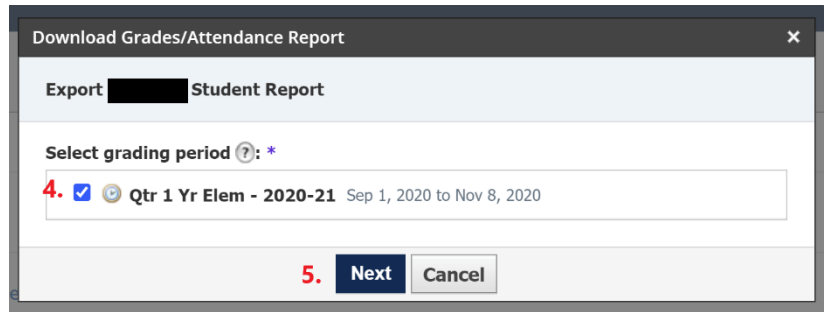 Download Grades/Attendance Report ×
Export Student Report
Select grading period ?: *
4. Qtr 1 Yr Elem - 2020-21 Sep 1, 2020 to Nov 8, 2020
5. Next Cancel
e